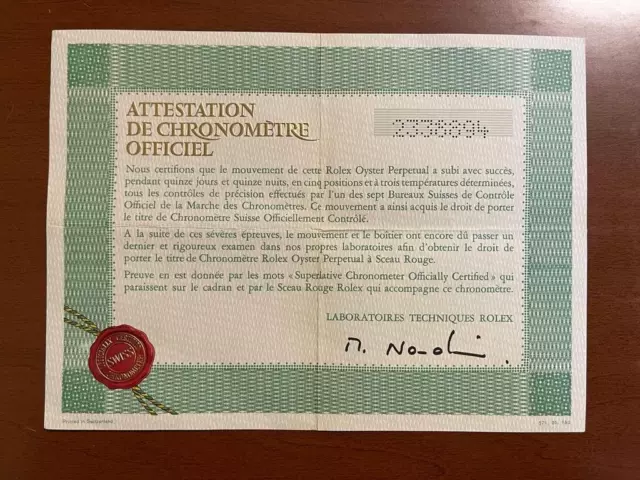 ATTESTATION
DE CHRONOMÈTRE
OFFICIEL
2336894
Nous certifions que le mouvement de cette Rolex Oyster Perpetual a subi avec succès,
pendant quinze jours et quinze nuits, en cinq positions et à trois températures déterminées,
tous les contrôles de précision effectués par l'un des sept Bureaux Suisses de Contrôle
Officiel de la Marche des Chronomètres. Ce mouvement a ainsi acquis le droit de porter
le titre de Chronomètre Suisse Officiellement Contrôlé.
A la suite de ces sévères épreuves, le mouvement et le boîtier ont encore dû passer un
dernier et rigoureux examen dans nos propres laboratoires afin d'obtenir le droit de
porter le titre de Chronomètre Rolex Oyster Perpetual à Sceau Rouge.
Preuve en est donnée par les mots «Superlative Chronometer Officially Certified» qui
paraissent sur le cadran et par le Sceau Rouge Rolex qui accompagne ce chronomètre.
LABORATOIRES TECHNIQUES ROLEX
SWISS
Printed in Switzerland